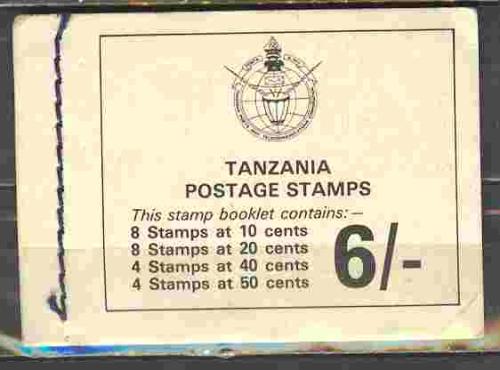 TANZANIA
POSTAGE STAMPS
This stamp booklet contains:—
8 Stamps at 10 cents
8 Stamps at 20 cents
4 Stamps at 40 cents
4 Stamps at 50 cents
6/-